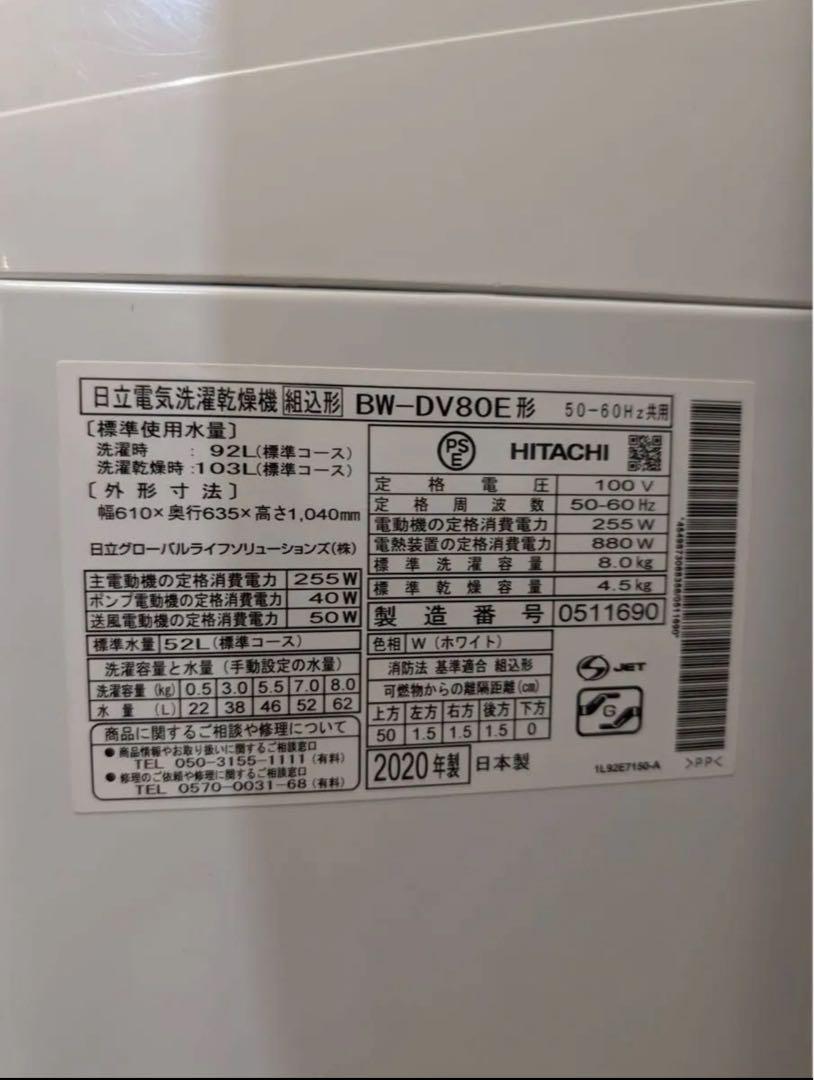 日立電気洗濯乾燥機 組込形 BW-DV80E形 50-60Hz共用
〔標準使用水量〕
洗濯時 : 92L(標準コース)
洗濯乾燥時 : 103L(標準コース)
〔外形寸法〕
幅610×奥行635×高さ1,040mm
日立グローバルライフソリューションズ(株)
主電動機の定格消費電力 255W
ポンプ電動機の定格消費電力 40W
送風電動機の定格消費電力 50W
標準水量 52L(標準コース)
洗濯容量と水量 (手動設定の水量)
洗濯容量 (kg) 0.5 3.0 5.5 7.0 8.0
水量 (L) 22 38 46 52 62
商品に関するご相談や修理について
●商品情報やお取り扱いに関するご相談窓口
TEL 050-3155-1111 (有料)
●修理のご依頼や修理に関するご相談窓口
TEL 0570-0031-68 (有料)
PSE HITACHI
定格電圧 100V
定格周波数 50-60Hz
電動機の定格消費電力 255W
電熱装置の定格消費電力 880W
標準洗濯容量 8.0kg
標準乾燥容量 4.5kg
製造番号 0511690
色相 W (ホワイト)
消防法 基準適合 組込形
可燃物からの離隔距離(cm)
上方 左方 右方 後方 下方
50 1.5 1.5 1.5 0
2020年製 日本製
S JET
G
1L92E7150-A >PP<